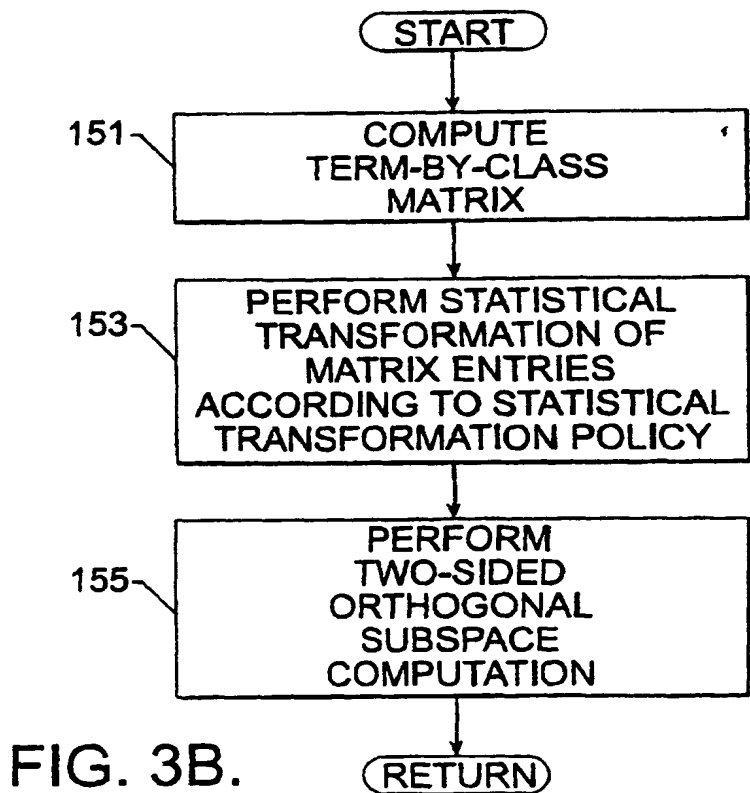 START
151
COMPUTE
TERM-BY-CLASS
MATRIX
153
PERFORM STATISTICAL
TRANSFORMATION OF
MATRIX ENTRIES
ACCORDING TO STATISTICAL
TRANSFORMATION POLICY
155
PERFORM
TWO-SIDED
ORTHOGONAL
SUBSPACE
COMPUTATION
RETURN
FIG. 3B.